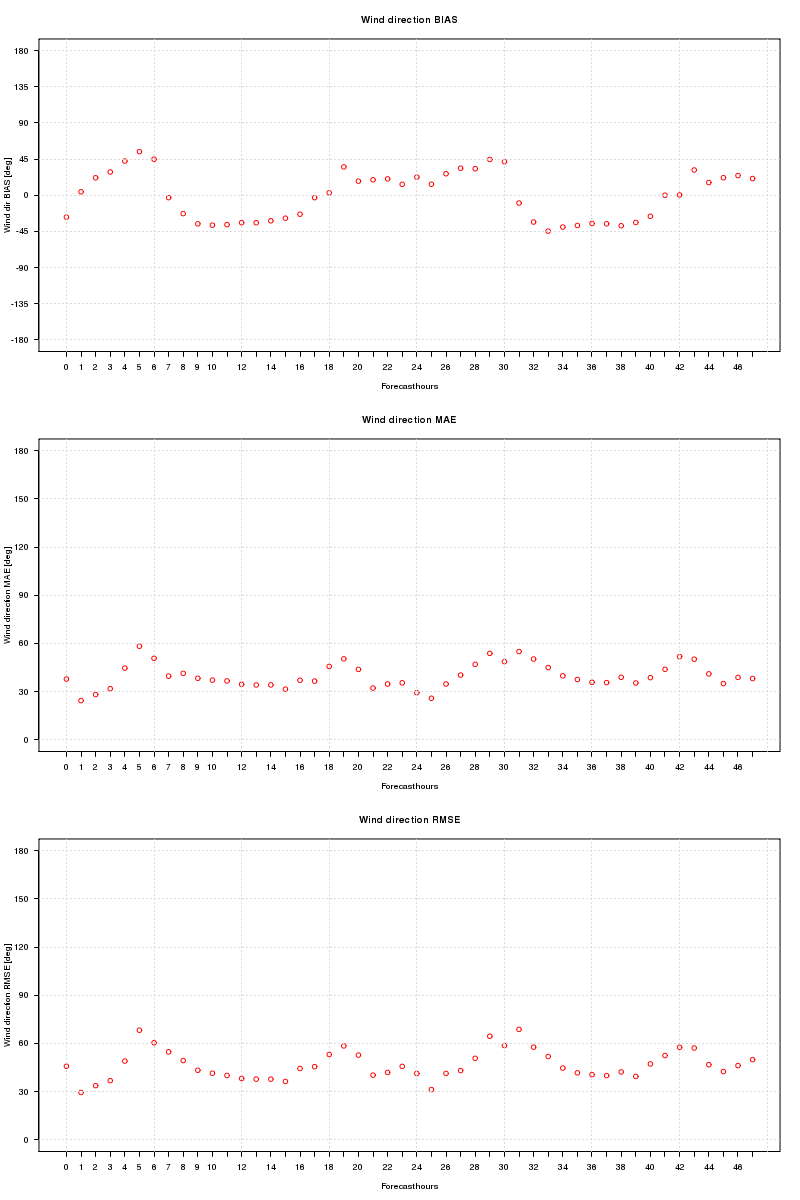 Wind direction BIAS
Wind dir BIAS [deg]
180
135
90
45
0
-45
-90
-135
-180
0 1 2 3 4 5 6 7 8 9 10 12 14 16 18 20 22 24 26 28 30 32 34 36 38 40 42 44 46
Forecasthours
Wind direction MAE
Wind direction MAE [deg]
180
150
120
90
60
30
0
0 1 2 3 4 5 6 7 8 9 10 12 14 16 18 20 22 24 26 28 30 32 34 36 38 40 42 44 46
Forecasthours
Wind direction RMSE
Wind direction RMSE [deg]
180
150
120
90
60
30
0
0 1 2 3 4 5 6 7 8 9 10 12 14 16 18 20 22 24 26 28 30 32 34 36 38 40 42 44 46
Forecasthours